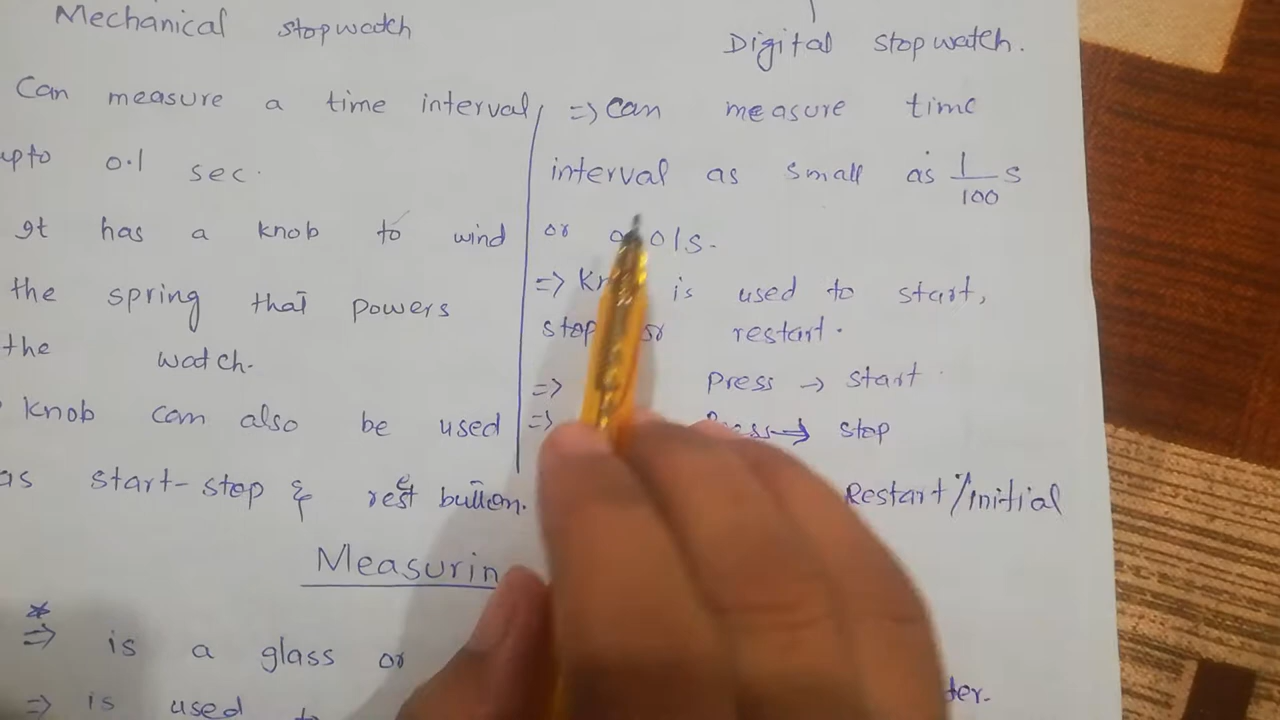 Mechanical stopwatch
Can measure a time interval
upto 0.1 sec.
It has a knob to wind
the spring that powers
the watch.
Knob can also be used
as start-stop & reset button.
Digital stopwatch.
=> can measure time
interval as small as 1/100 s
or 0.01s.
=> is used to start,
stop or restart.
=> Press → start
=> Press → stop
Restart/Initial
=> is a glass or
=> is used